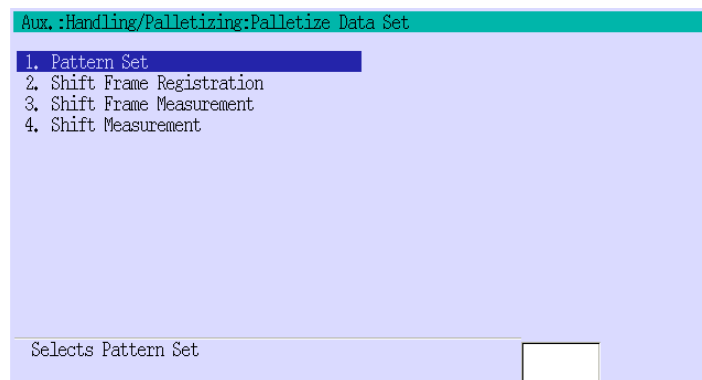 Aux.:Handling/Palletizing:Palletize Data Set
1. Pattern Set
2. Shift Frame Registration
3. Shift Frame Measurement
4. Shift Measurement
Selects Pattern Set